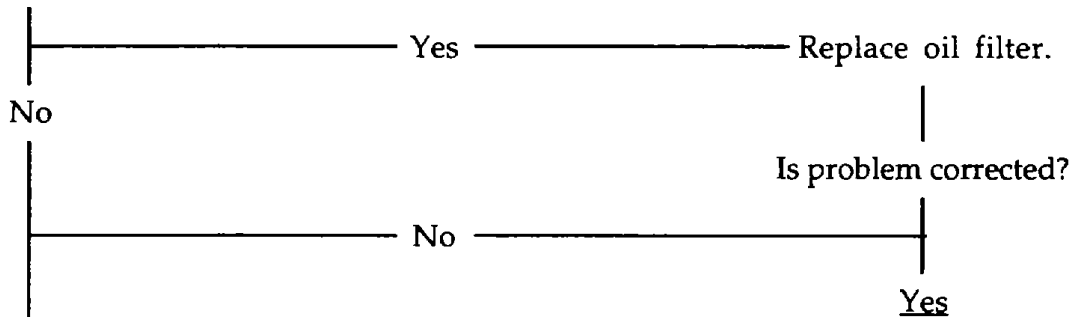 Yes Replace oil filter.
No
Is problem corrected?
No
Yes